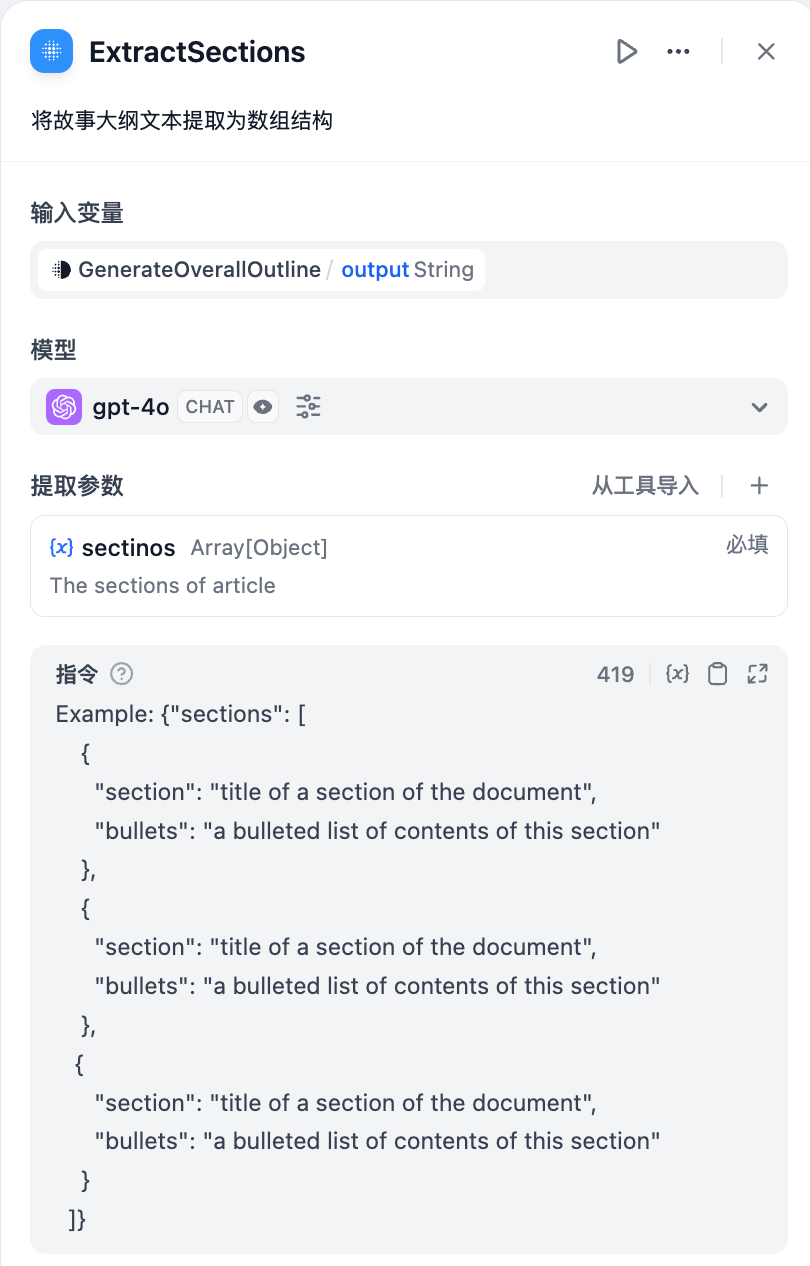 ExtractSections
将故事大纲文本提取为数组结构
输入变量
GenerateOverallOutline / output String
模型
gpt-4o CHAT
提取参数 从工具导入
{x} sectinos Array[Object] 必填
The sections of article
指令 419 {x}
Example: {"sections": [
{
"section": "title of a section of the document",
"bullets": "a bulleted list of contents of this section"
},
{
"section": "title of a section of the document",
"bullets": "a bulleted list of contents of this section"
},
{
"section": "title of a section of the document",
"bullets": "a bulleted list of contents of this section"
}
]}